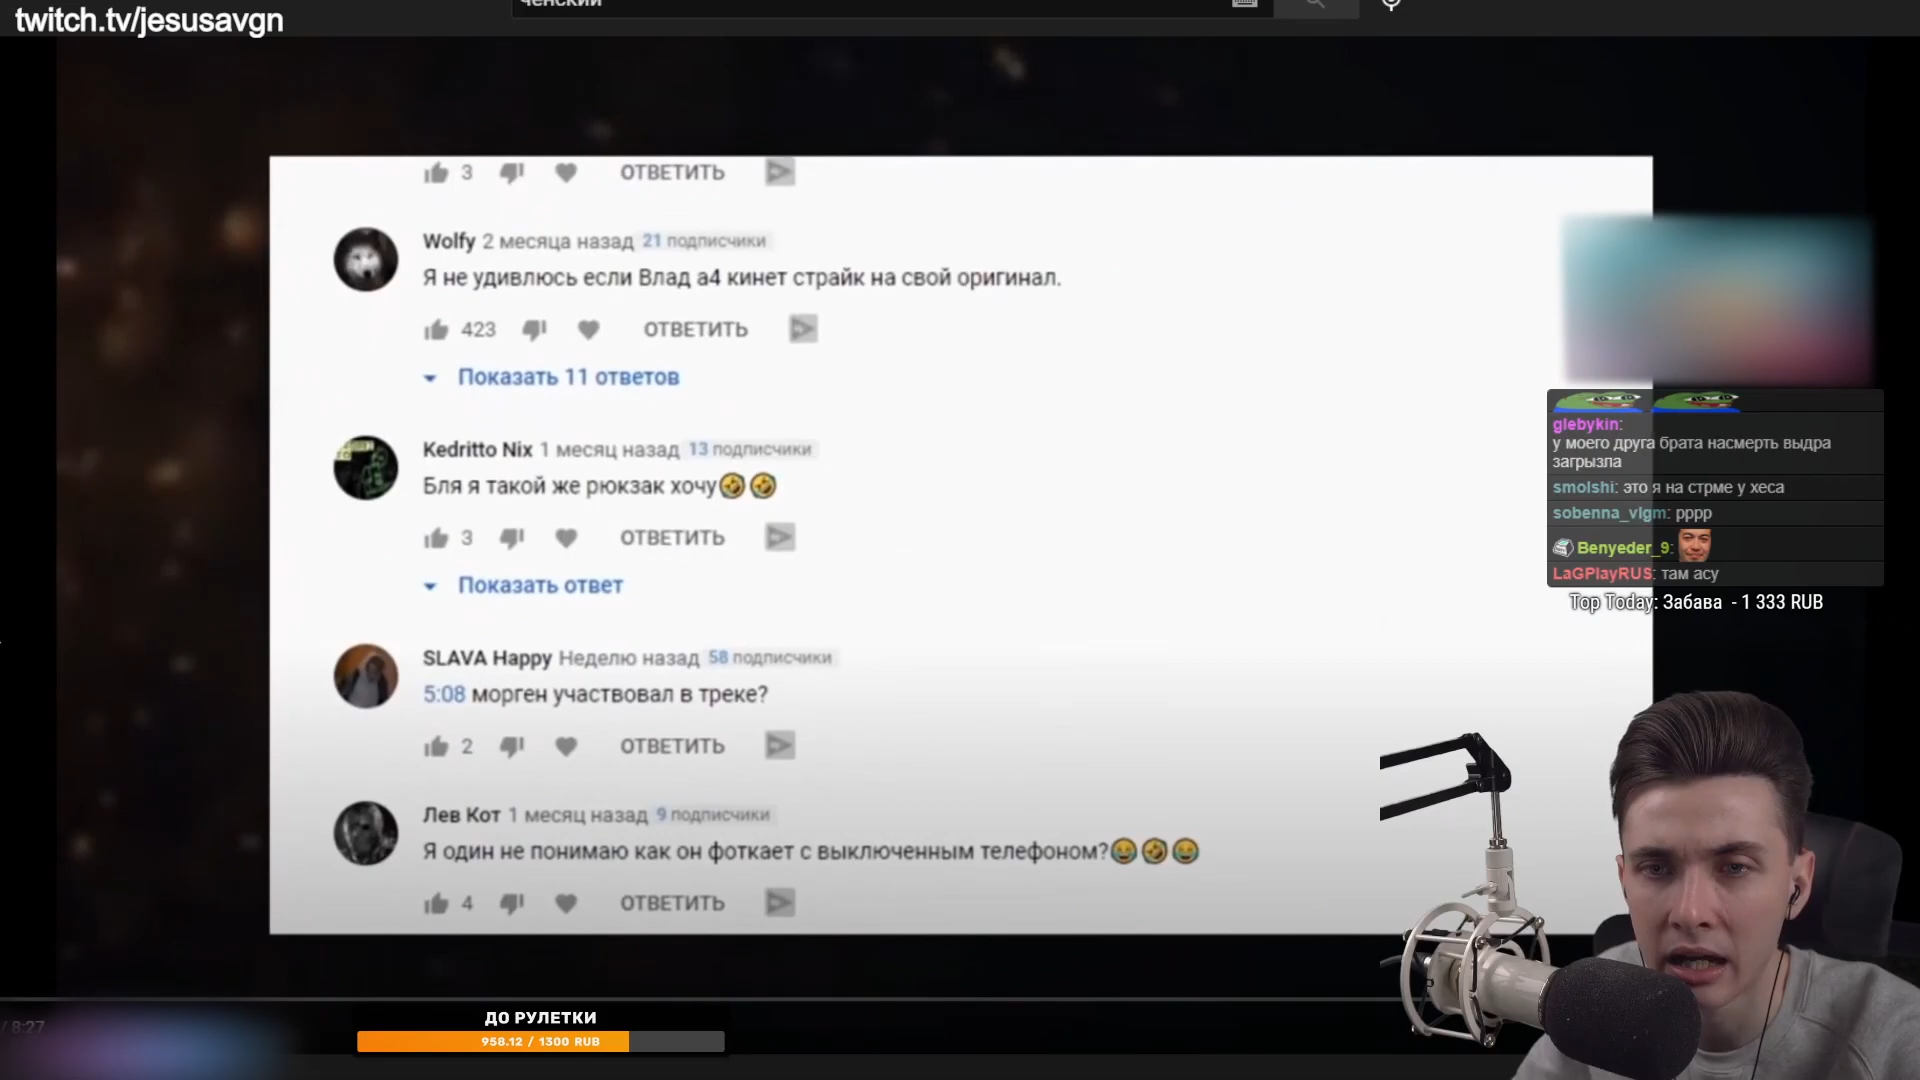 twitch.tv/jesusavgn
ченский
3 ОТВЕТИТЬ
Wolfy 2 месяца назад 21 подписчики
Я не удивлюсь если Влад а4 кинет страйк на свой оригинал.
423 ОТВЕТИТЬ
Показать 11 ответов
Kedritto Nix 1 месяц назад 13 подписчики
Бля я такой же рюкзак хочу🤣🤣
3 ОТВЕТИТЬ
Показать ответ
SLAVA Happy Неделю назад 58 подписчики
5:08 морген участвовал в треке?
2 ОТВЕТИТЬ
Лев Кот 1 месяц назад 9 подписчики
Я один не понимаю как он фоткает с выключенным телефоном?😂🤣😂
4 ОТВЕТИТЬ
glebykin:
у моего друга брата насмерть выдра
загрызла
smolshi: это я на стрме у хеса
sobenna_vlgm: рррр
Benyeder_9:
LaGPlayRUS: там асу
Top Today: Забава - 1 333 RUB
/ 8:27
ДО РУЛЕТКИ
958.12 / 1300 RUB